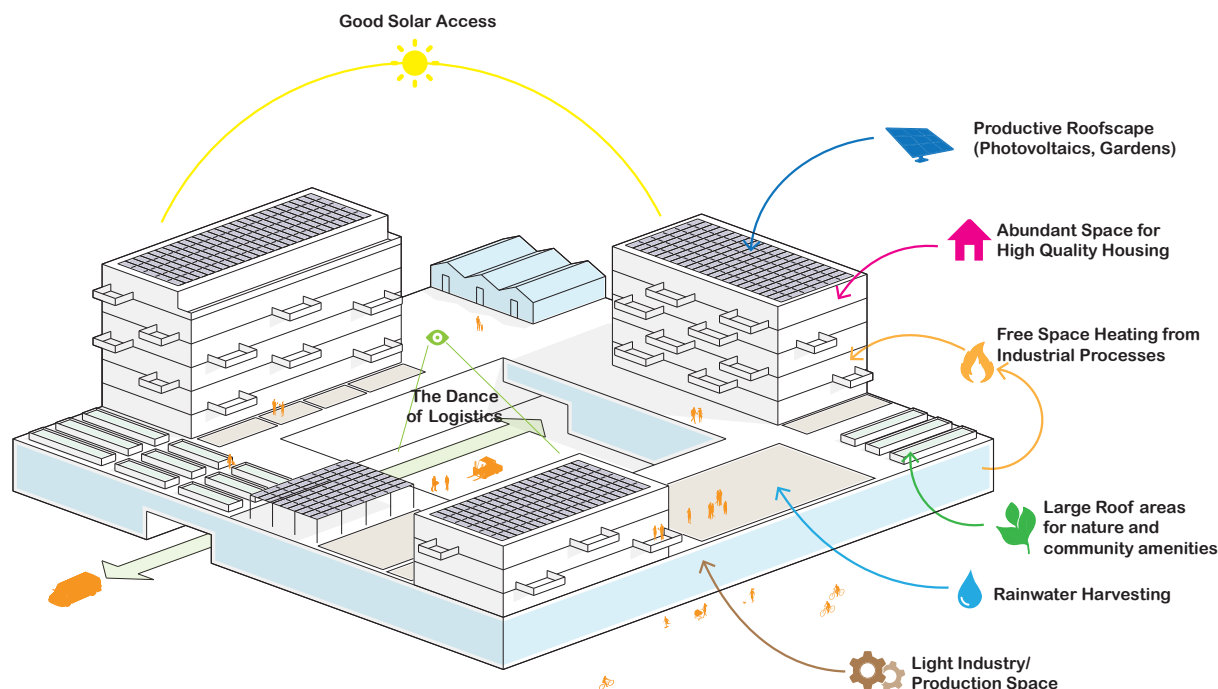 Good Solar Access
Productive Roofscape
(Photovoltaics, Gardens)
Abundant Space for
High Quality Housing
Free Space Heating from
Industrial Processes
The Dance
of Logistics
Large Roof areas
for nature and
community amenities
Rainwater Harvesting
Light Industry/
Production Space